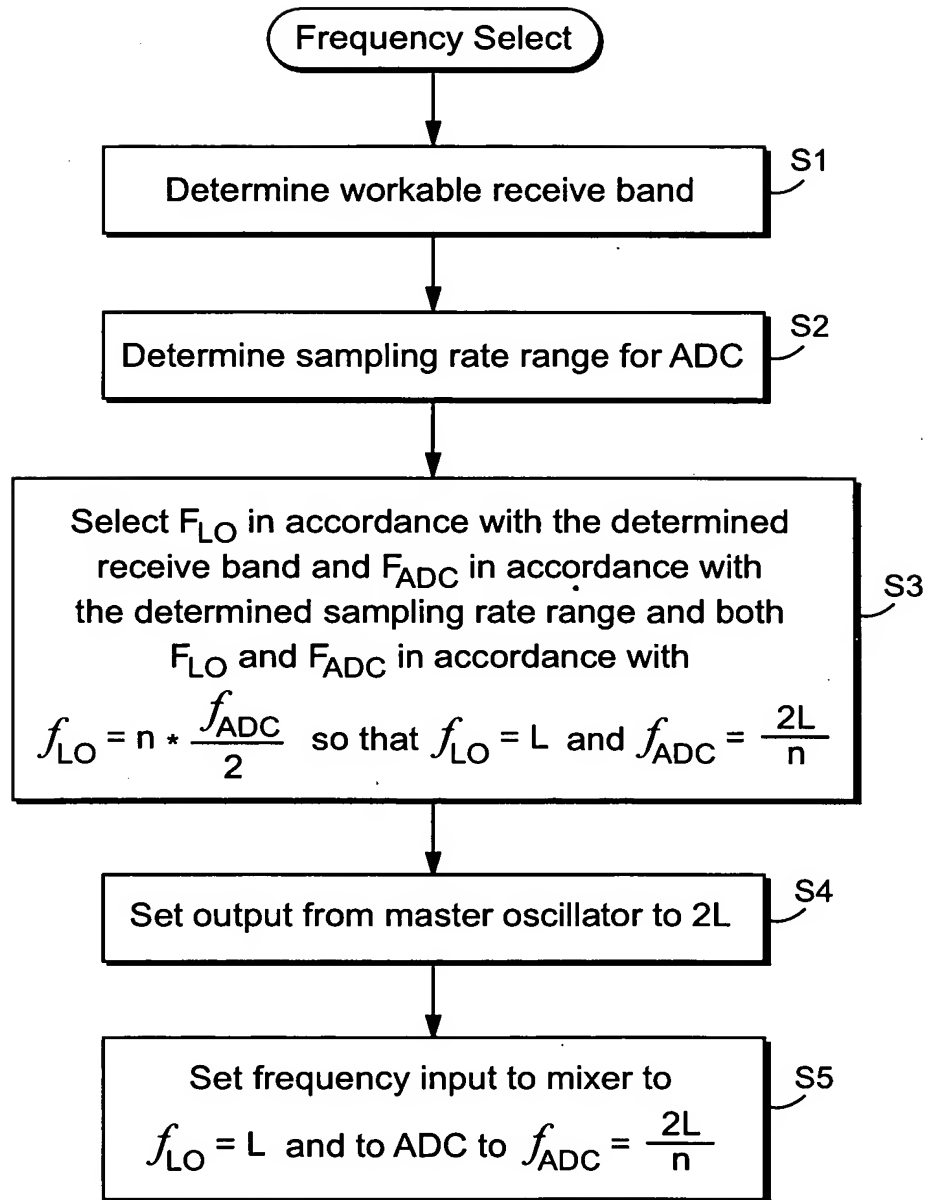 Frequency Select
Determine workable receive band
S1
Determine sampling rate range for ADC
S2
Select F_LO in accordance with the determined
receive band and F_ADC in accordance with
the determined sampling rate range and both
F_LO and F_ADC in accordance with
f_LO = n * f_ADC / 2 so that f_LO = L and f_ADC = 2L / n
S3
Set output from master oscillator to 2L
S4
Set frequency input to mixer to
f_LO = L and to ADC to f_ADC = 2L / n
S5